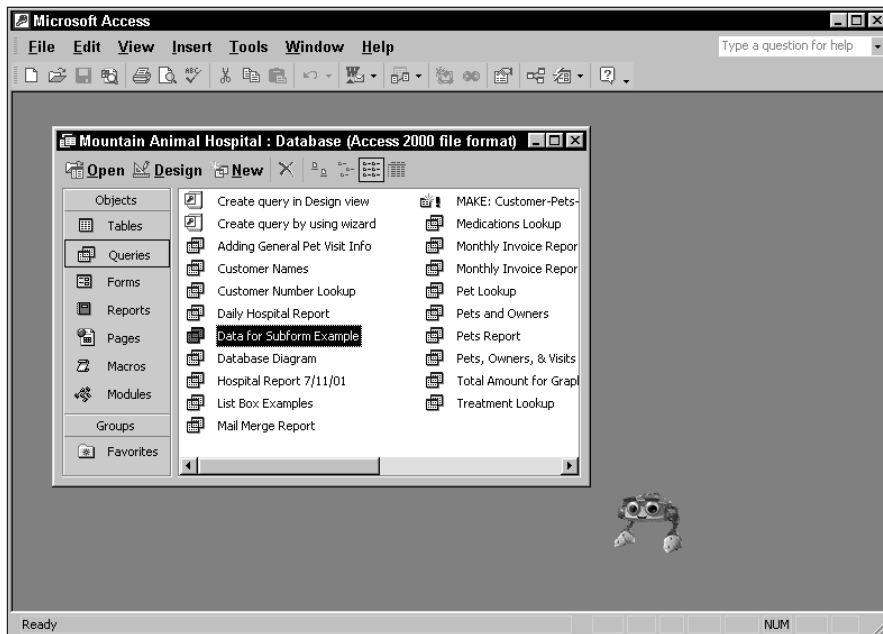 Microsoft Access
File Edit View Insert Tools Window Help
Type a question for help
ABC
Mountain Animal Hospital : Database (Access 2000 file format)
Open Design New
Objects
Tables
Queries
Forms
Reports
Pages
Macros
Modules
Groups
Favorites
Create query in Design view
Create query by using wizard
Adding General Pet Visit Info
Customer Names
Customer Number Lookup
Daily Hospital Report
Data for Subform Example
Database Diagram
Hospital Report 7/11/01
List Box Examples
Mail Merge Report
MAKE: Customer-Pets-
Medications Lookup
Monthly Invoice Repor
Monthly Invoice Repor
Pet Lookup
Pets and Owners
Pets Report
Pets, Owners, & Visits
Total Amount for Grap
Treatment Lookup
Ready
NUM